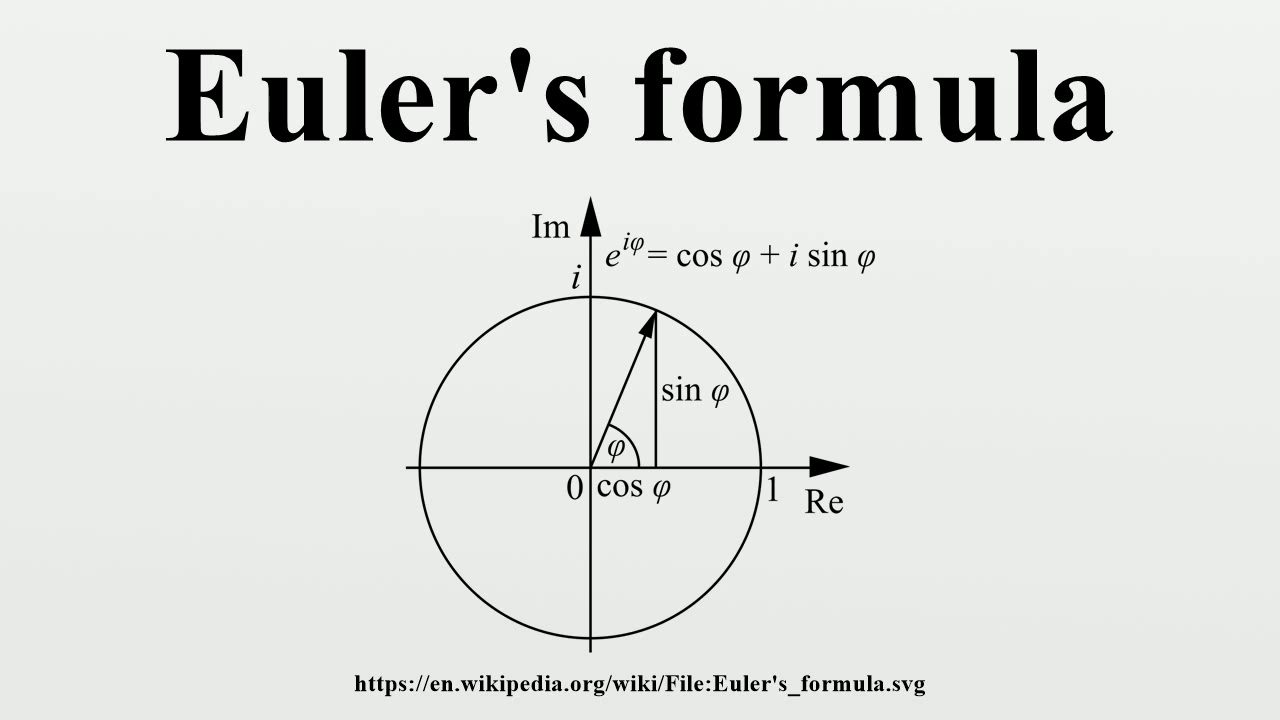 Euler's formula
Im
e^{iφ} = cos φ + i sin φ
i
sin φ
φ
0
cos φ
1
Re
https://en.wikipedia.org/wiki/File:Euler's_formula.svg